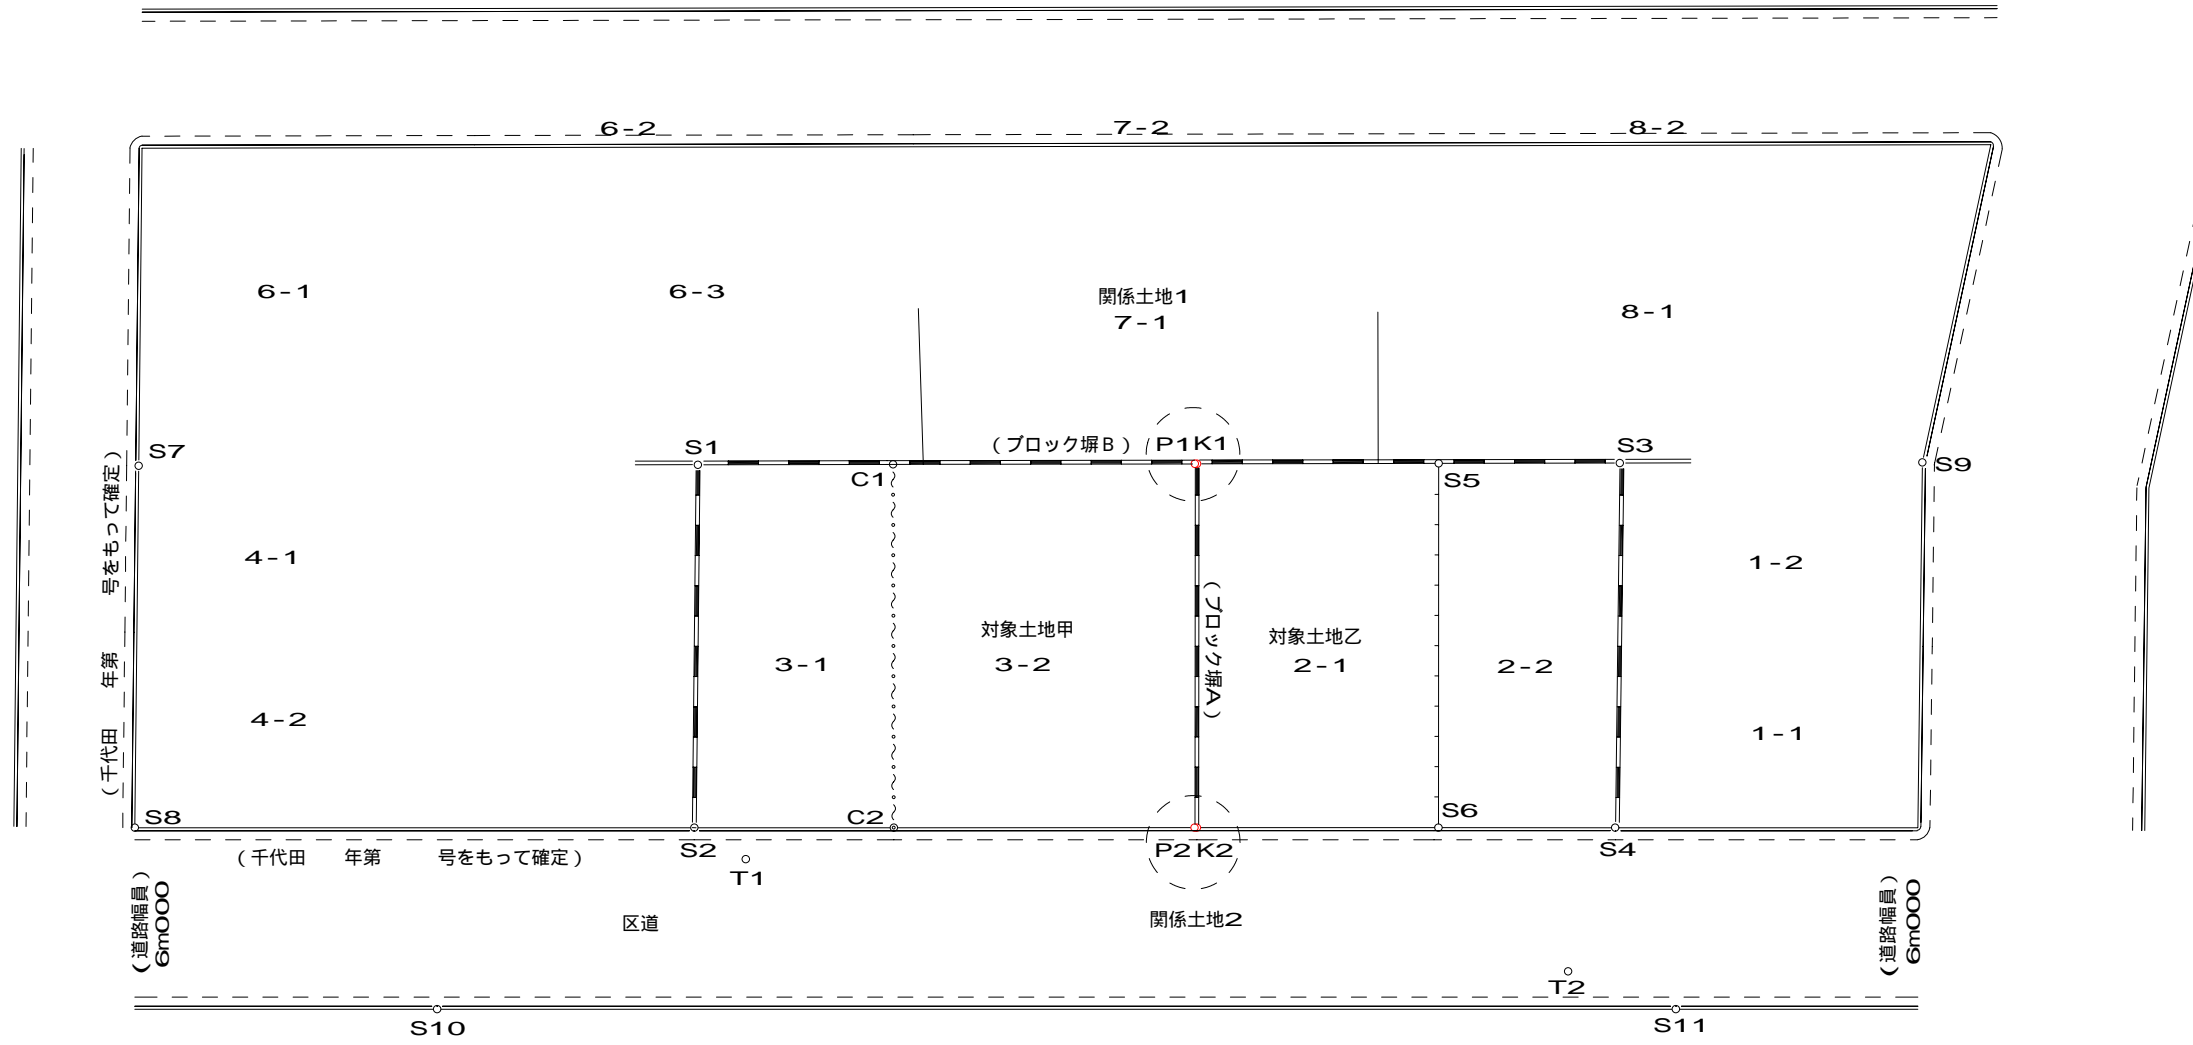 6-2
7-2
8-2
6-1
6-3
関係土地1
7-1
8-1
S7
S1
(ブロック塀B)
P1K1
S3
S9
C1
S5
(千代田　年第　号をもって確定)
4-1
1-2
(ブロック塀A)
対象土地甲
3-2
対象土地乙
2-1
3-1
2-2
4-2
1-1
S8
C2
S6
(千代田　年第　号をもって確定)
S2
T1
P2 K2
S4
(道路幅員)
6m000
区道
関係土地2
(道路幅員)
6m000
T2
S10
S11